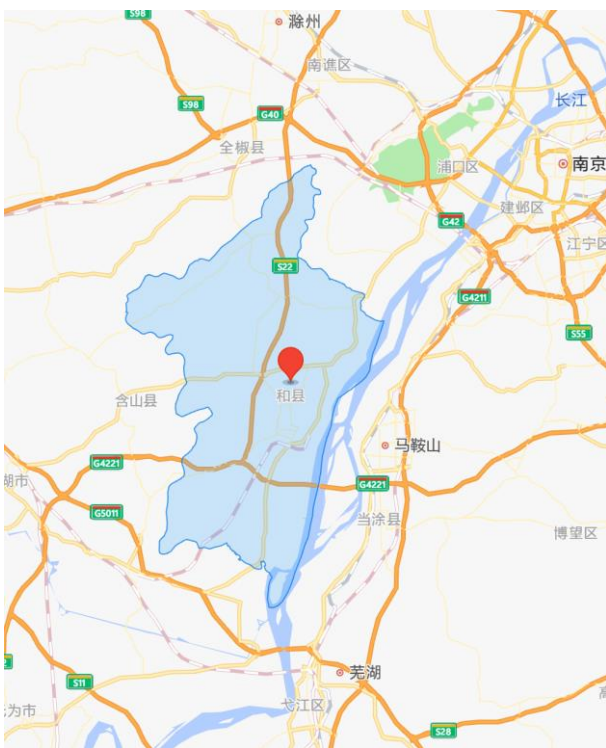 S98
滁州
南谯区
S98
G40
长江
全椒县
浦口区
南京
建邺区
G42
江宁区
S22
G4211
S55
和县
含山县
马鞍山
G4221
湖市
G4221
G5011
当涂县
博望区
芜湖
S11
弋江区
为市
S28